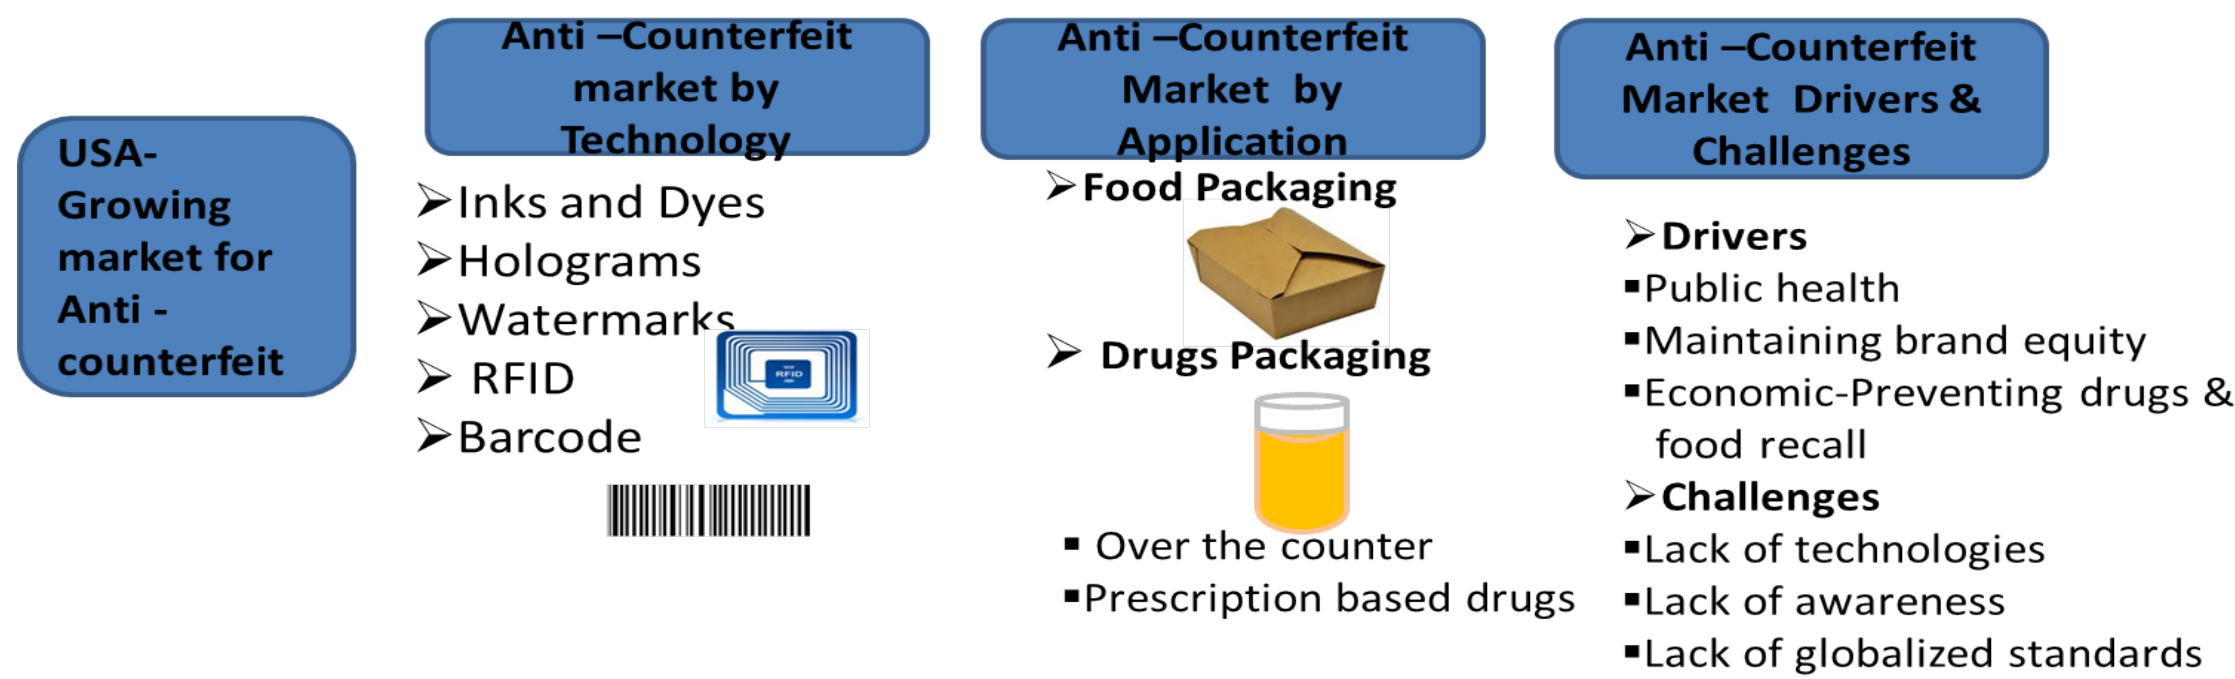 USA-
Growing
market for
Anti -
counterfeit
Anti –Counterfeit
market by
Technology
➢Inks and Dyes
➢Holograms
➢Watermarks
➢ RFID
➢Barcode
RFID
Anti –Counterfeit
Market by
Application
➢Food Packaging
➢ Drugs Packaging
▪ Over the counter
▪Prescription based drugs
Anti –Counterfeit
Market Drivers &
Challenges
➢Drivers
▪Public health
▪Maintaining brand equity
▪Economic-Preventing drugs &
food recall
➢Challenges
▪Lack of technologies
▪Lack of awareness
▪Lack of globalized standards